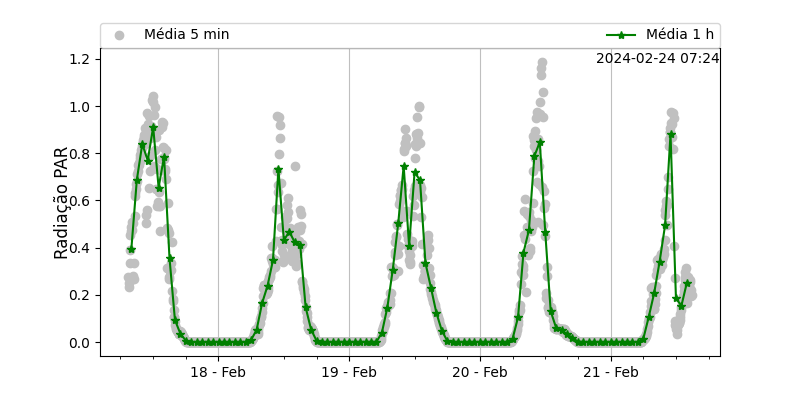 Média 5 min
Média 1 h
2024-02-24 07:24
Radiação PAR
1.2
1.0
0.8
0.6
0.4
0.2
0.0
18 - Feb
19 - Feb
20 - Feb
21 - Feb